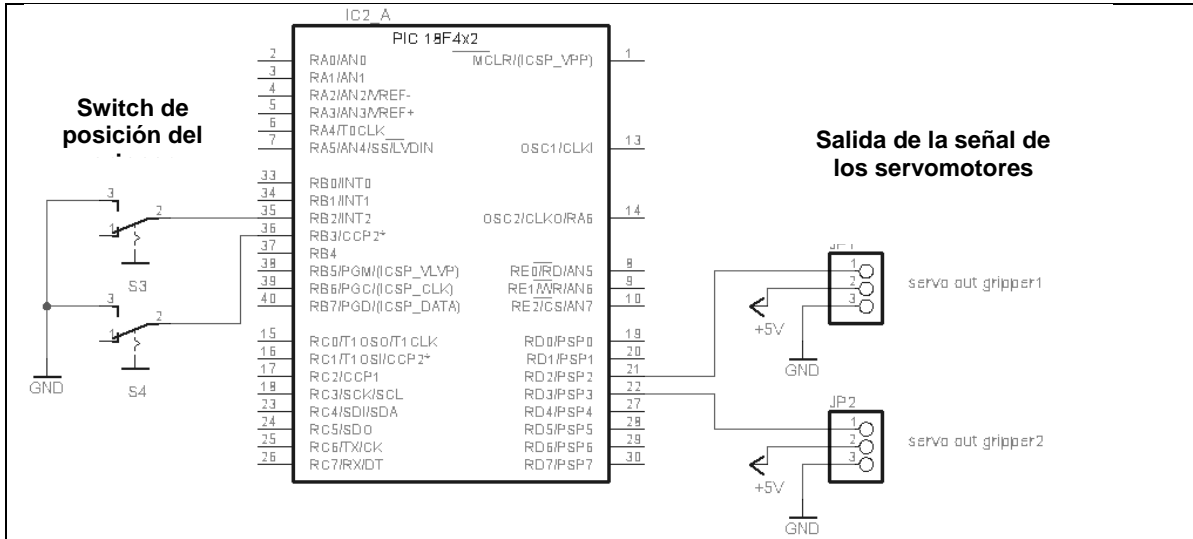 IC2_A
PIC 18F4x2
2 RA0/AN0
3 RA1/AN1
4 RA2/AN2/VREF-
5 RA3/AN3/VREF+
6 RA4/T0CLK
7 RA5/AN4/SS/LVDIN
33 RB0/INT0
34 RB1/INT1
35 RB2/INT2
36 RB3/CCP2*
37 RB4
38 RB5/PGM/(ICSP_VLVP)
39 RB6/PGC/(ICSP_CLK)
40 RB7/PGD/(ICSP_DATA)
15 RC0/T1OSO/T1CLK
16 RC1/T1OSI/CCP2*
17 RC2/CCP1
18 RC3/SCK/SCL
23 RC4/SDI/SDA
24 RC5/SDO
25 RC6/TX/CK
26 RC7/RX/DT
MCLR/(ICSP_VPP) 1
OSC1/CLKI 13
OSC2/CLKO/RA6 14
RE0/RD/AN5 8
RE1/WR/AN6 9
RE2/CS/AN7 10
RD0/PSP0 19
RD1/PSP1 20
RD2/PSP2 21
RD3/PSP3 22
RD4/PSP4 27
RD5/PSP5 28
RD6/PSP6 29
RD7/PSP7 30
Switch de
posición del
3
1
2
S3
3
1
2
S4
GND
Salida de la señal de
los servomotores
JP1
1
2
3
servo out gripper1
+5V
GND
JP2
1
2
3
servo out gripper2
+5V
GND